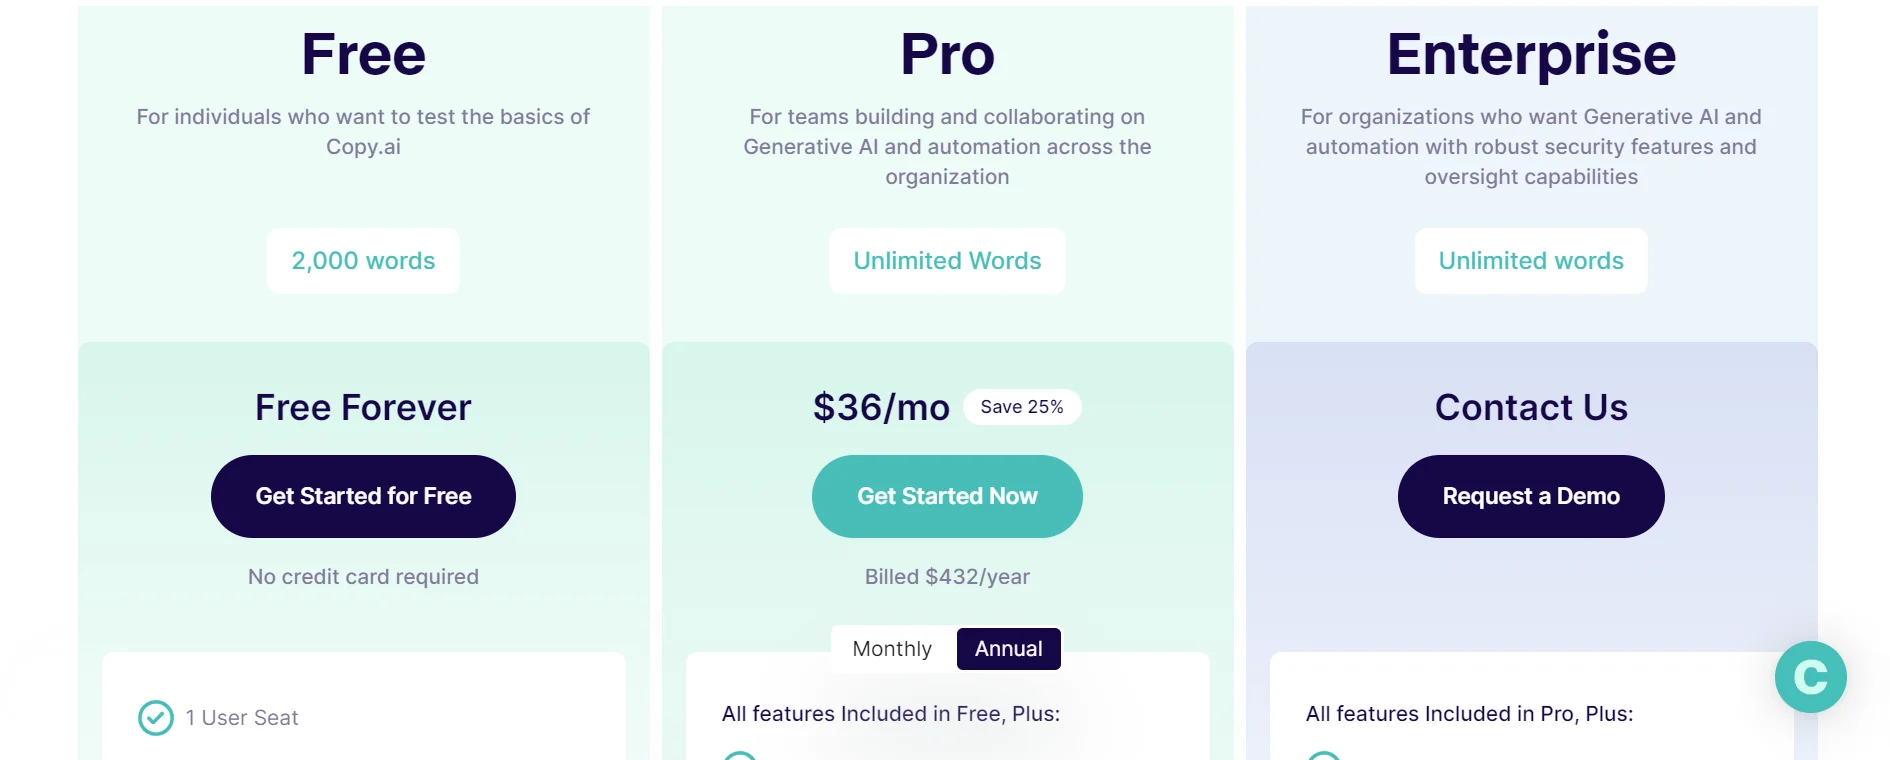 Free
For individuals who want to test the basics of
Copy.ai
2,000 words
Free Forever
Get Started for Free
No credit card required
1 User Seat
Pro
For teams building and collaborating on
Generative AI and automation across the
organization
Unlimited Words
$36/mo
Save 25%
Get Started Now
Billed $432/year
Monthly
Annual
All features Included in Free, Plus:
Enterprise
For organizations who want Generative AI and
automation with robust security features and
oversight capabilities
Unlimited words
Contact Us
Request a Demo
All features Included in Pro, Plus:
C